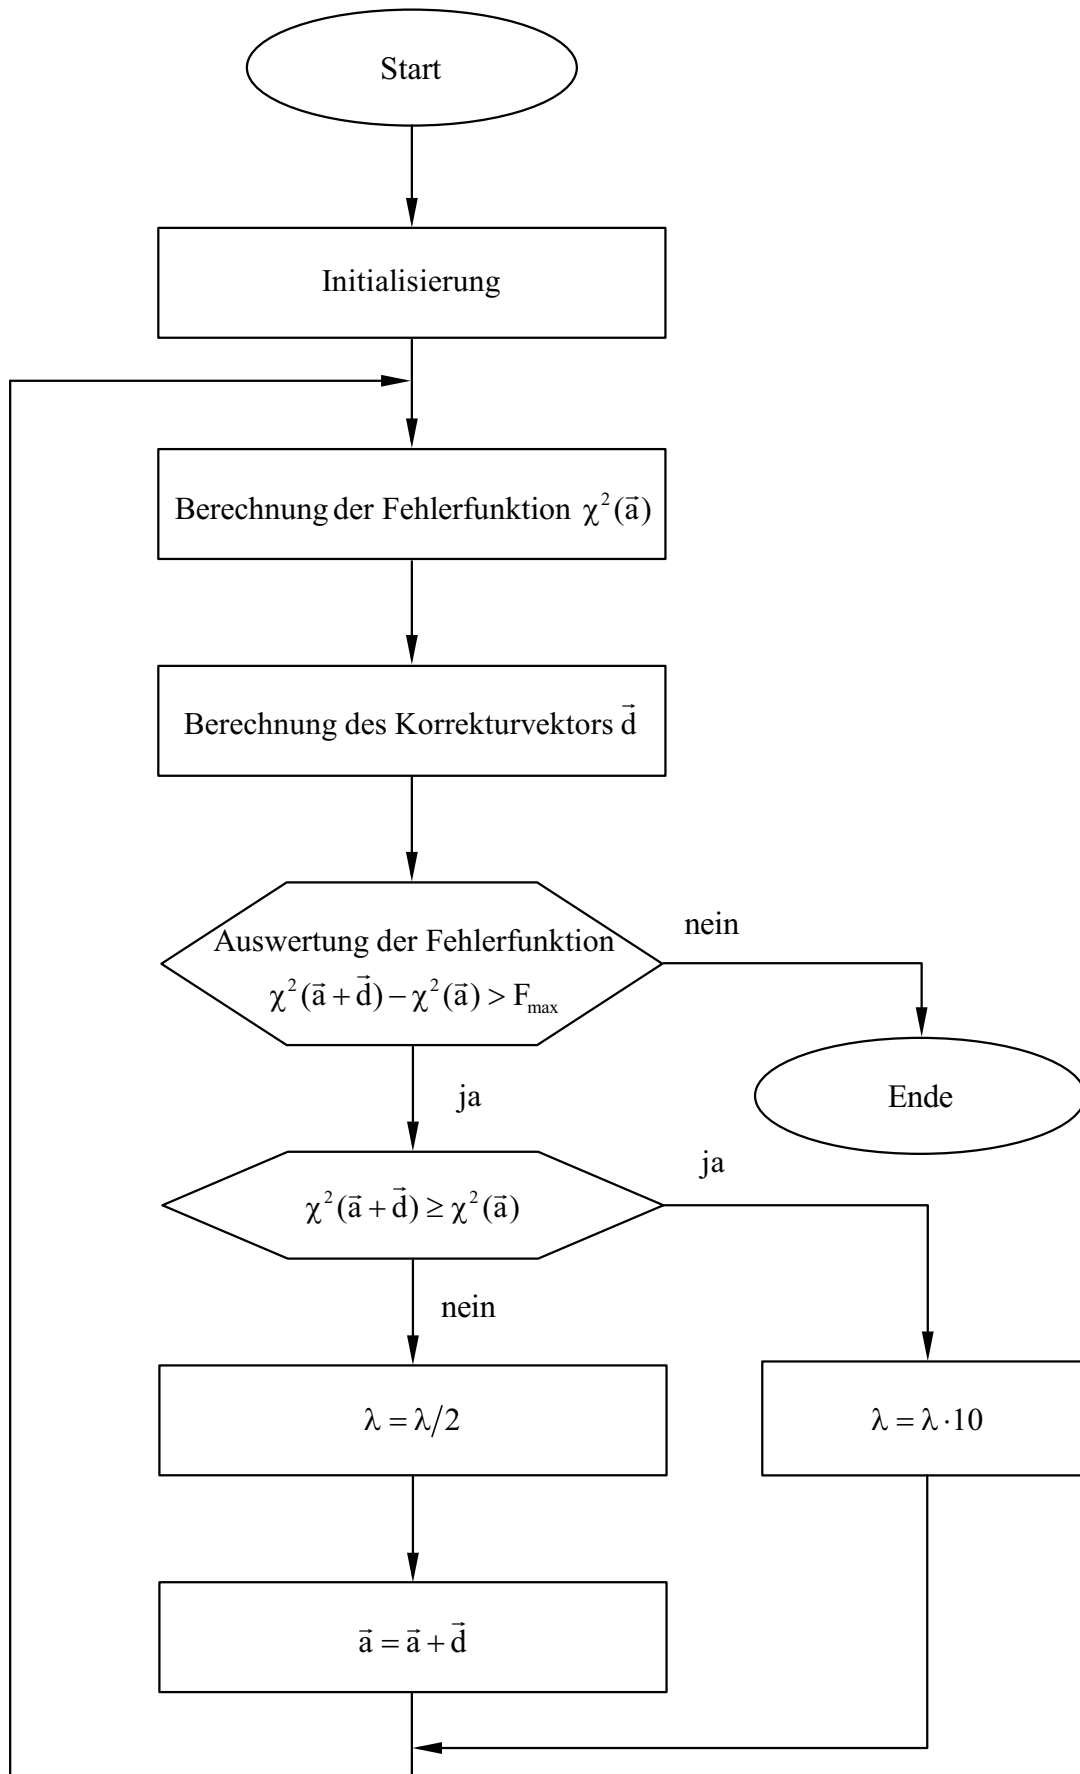 Start
Initialisierung
Berechnung der Fehlerfunktion χ²(a⃗)
Berechnung des Korrekturvektors d⃗
Auswertung der Fehlerfunktion
χ²(a⃗ + d⃗) − χ²(a⃗) > F_max
nein
Ende
ja
χ²(a⃗ + d⃗) ≥ χ²(a⃗)
ja
nein
λ = λ/2
λ = λ · 10
a⃗ = a⃗ + d⃗